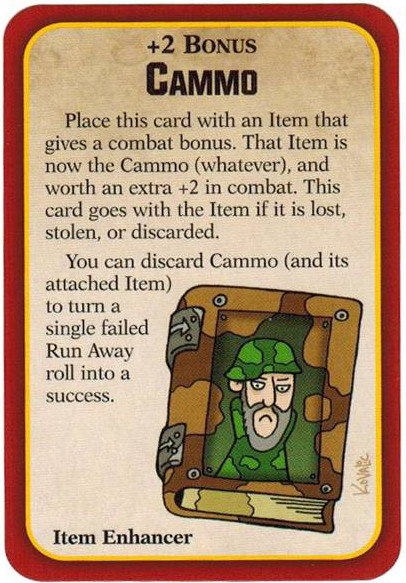 +2 BONUS
CAMMO
Place this card with an Item that
gives a combat bonus. That Item is
now the Cammo (whatever), and
worth an extra +2 in combat. This
card goes with the Item if it is lost,
stolen, or discarded.
You can discard Cammo (and its
attached Item)
to turn a
single failed
Run Away
roll into a
success.
KOVALIC
Item Enhancer